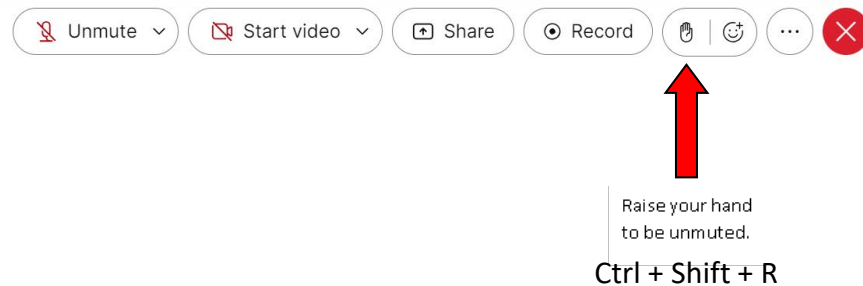 Unmute Start video Share Record
Raise your hand
to be unmuted.
Ctrl + Shift + R